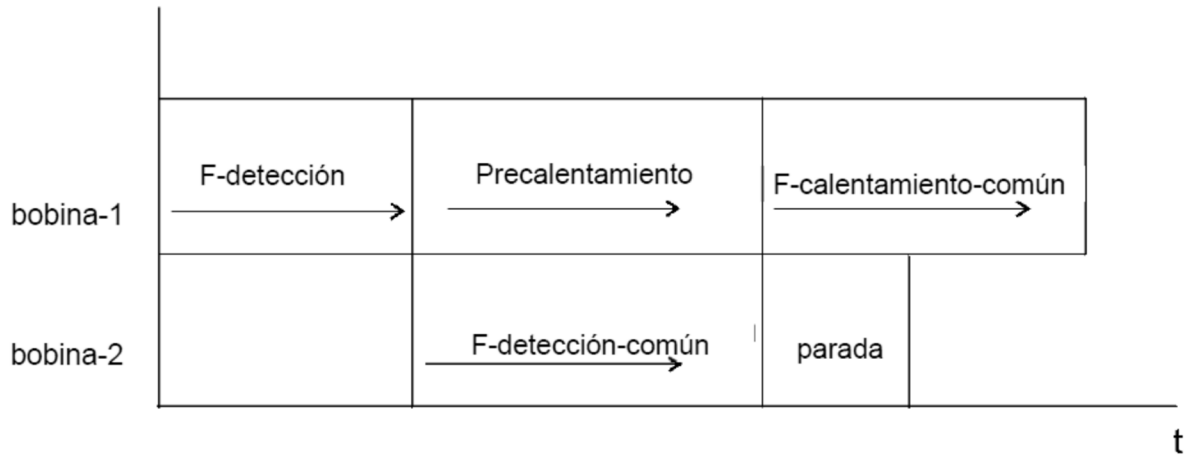 F-detección
Precalentamiento
F-calentamiento-común
bobina-1
F-detección-común
parada
bobina-2
t